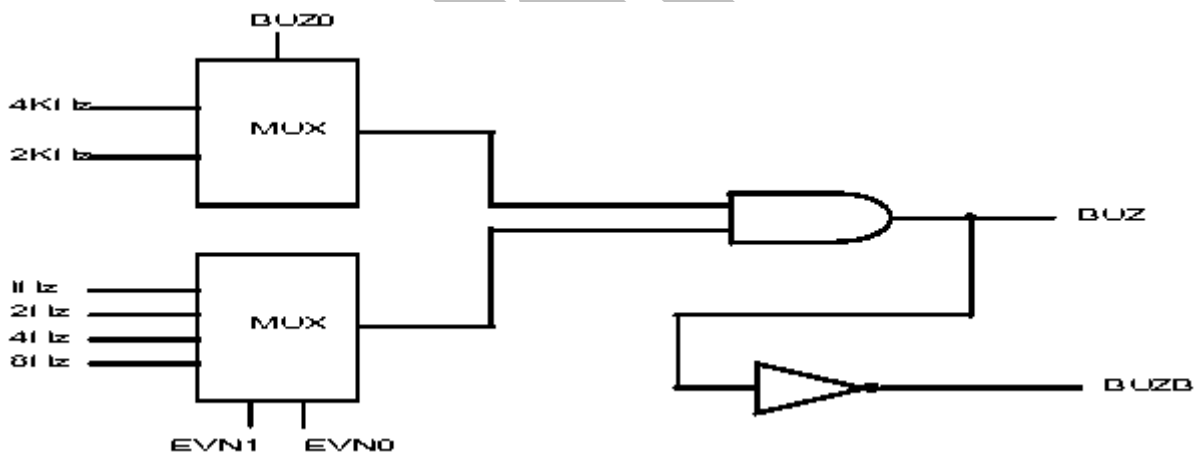 BUZ0
4KHz
MUX
2KHz
BUZ
1Hz
2Hz
MUX
4Hz
8Hz
BUZB
EVN1 EVN0